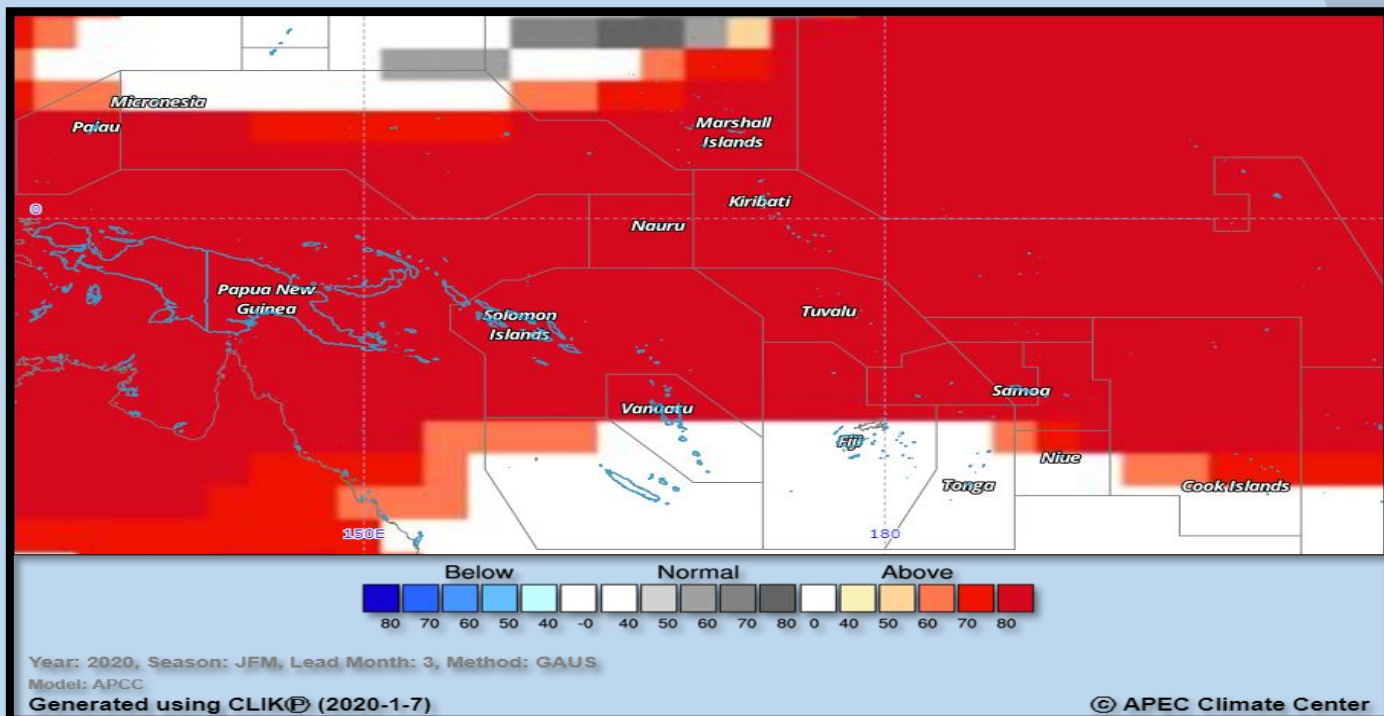 Micronesia
Palau
Marshall
Islands
0
Kiribati
Nauru
Papua New
Guinea
Solomon
Islands
Tuvalu
Samoa
Vanuatu
Fiji
Niue
Tonga
Cook Islands
150E
180
Below Normal Above
80 70 60 50 40 -0 40 50 60 70 80 0 40 50 60 70 80
Year: 2020, Season: JFM, Lead Month: 3, Method: GAUS
Model: APCC
Generated using CLIKⓅ (2020-1-7)
© APEC Climate Center